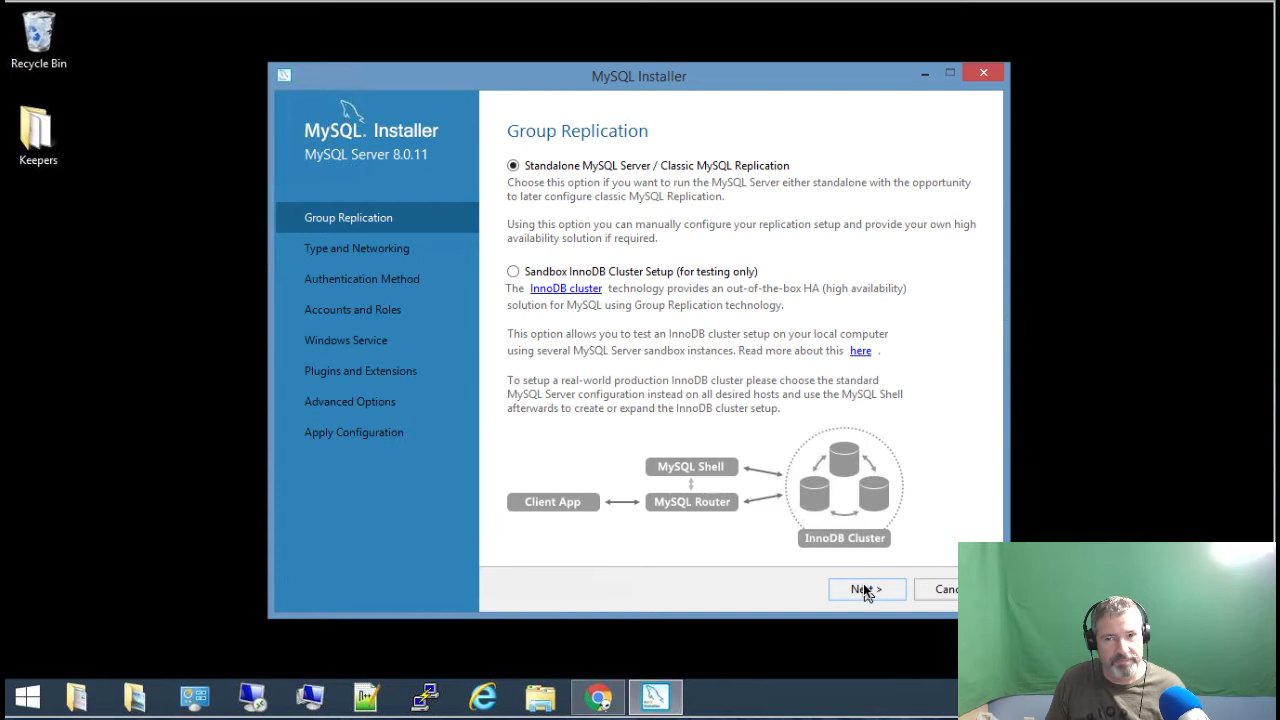 Recycle Bin
Keepers
MySQL Installer
MySQL. Installer
MySQL Server 8.0.11
Group Replication
Type and Networking
Authentication Method
Accounts and Roles
Windows Service
Plugins and Extensions
Advanced Options
Apply Configuration
Group Replication
Standalone MySQL Server / Classic MySQL Replication
Choose this option if you want to run the MySQL Server either standalone with the opportunity
to later configure classic MySQL Replication.
Using this option you can manually configure your replication setup and provide your own high
availability solution if required.
Sandbox InnoDB Cluster Setup (for testing only)
The InnoDB cluster technology provides an out-of-the-box HA (high availability)
solution for MySQL using Group Replication technology.
This option allows you to test an InnoDB cluster setup on your local computer
using several MySQL Server sandbox instances. Read more about this here .
To setup a real-world production InnoDB cluster please choose the standard
MySQL Server configuration instead on all desired hosts and use the MySQL Shell
afterwards to create or expand the InnoDB cluster setup.
MySQL Shell
Client App
MySQL Router
InnoDB Cluster
Next >
Canc